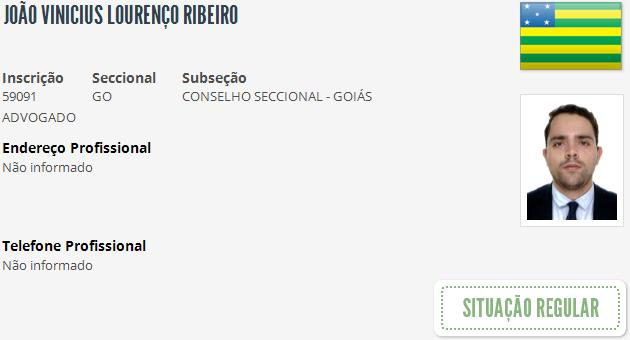 JOÃO VINICIUS LOURENÇO RIBEIRO
Inscrição Seccional Subseção
59091 GO CONSELHO SECCIONAL - GOIÁS
ADVOGADO
Endereço Profissional
Não informado
Telefone Profissional
Não informado
SITUAÇÃO REGULAR